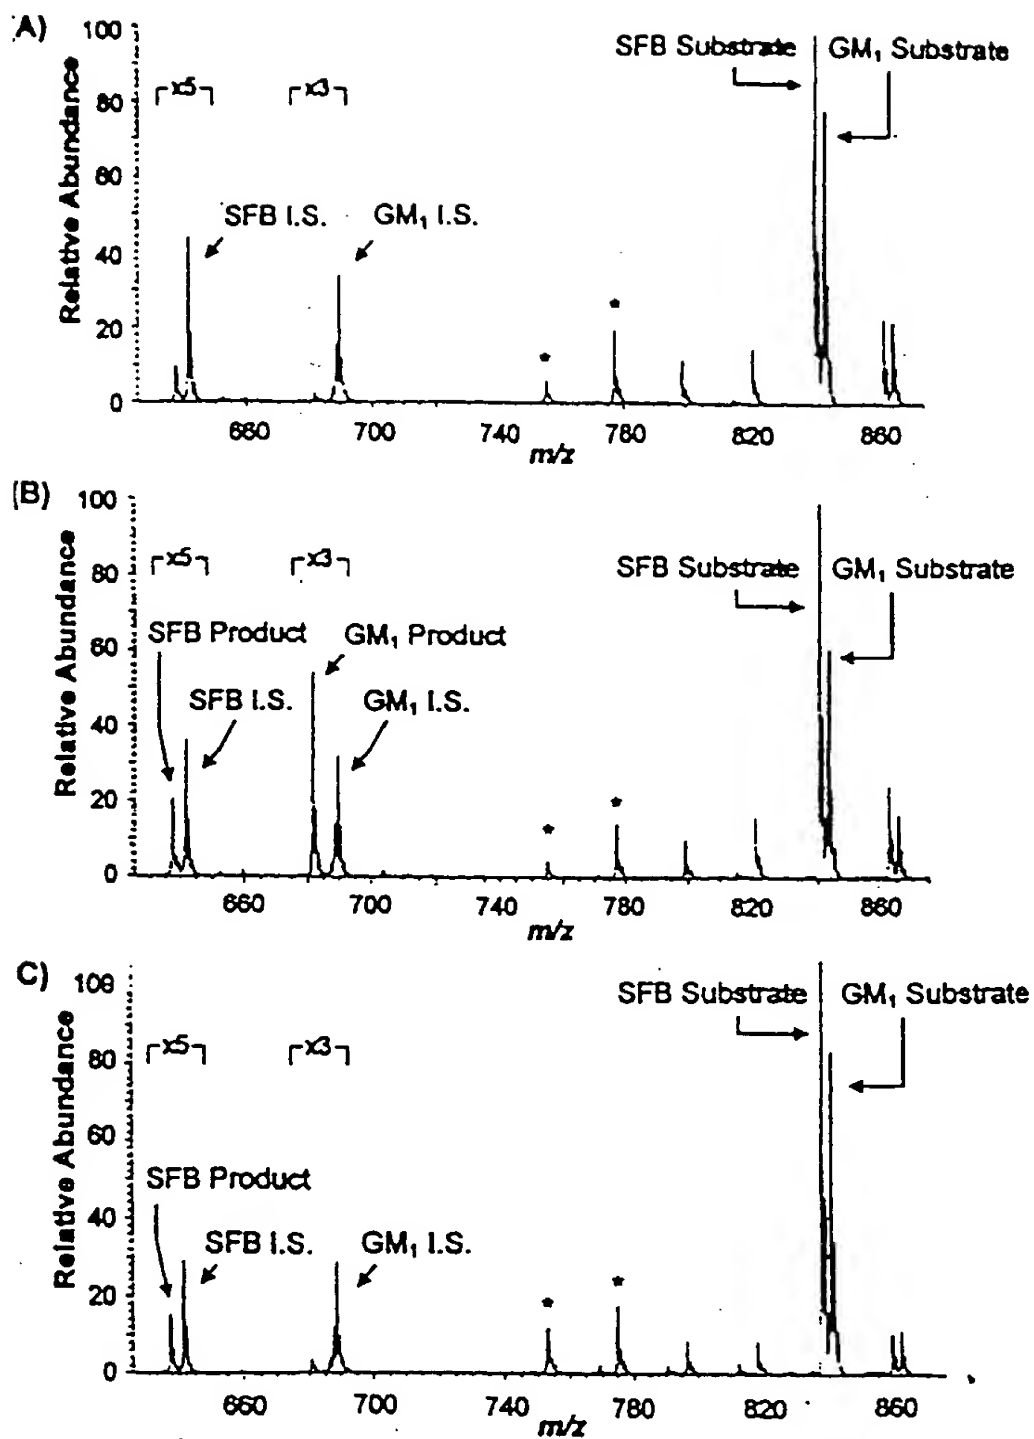 A)
100
80
60
40
20
0
Relative Abundance
x5
x3
SFB Substrate
GM₁ Substrate
SFB I.S.
GM₁ I.S.
*
*
660
700
740
780
820
860
m/z
(B)
100
80
60
40
20
0
Relative Abundance
x5
x3
SFB Substrate
GM₁ Substrate
SFB Product
GM₁ Product
SFB I.S.
GM₁ I.S.
*
*
660
700
740
780
820
860
m/z
C)
100
80
60
40
20
0
Relative Abundance
x5
x3
SFB Substrate
GM₁ Substrate
SFB Product
SFB I.S.
GM₁ I.S.
*
*
660
700
740
780
820
860
m/z